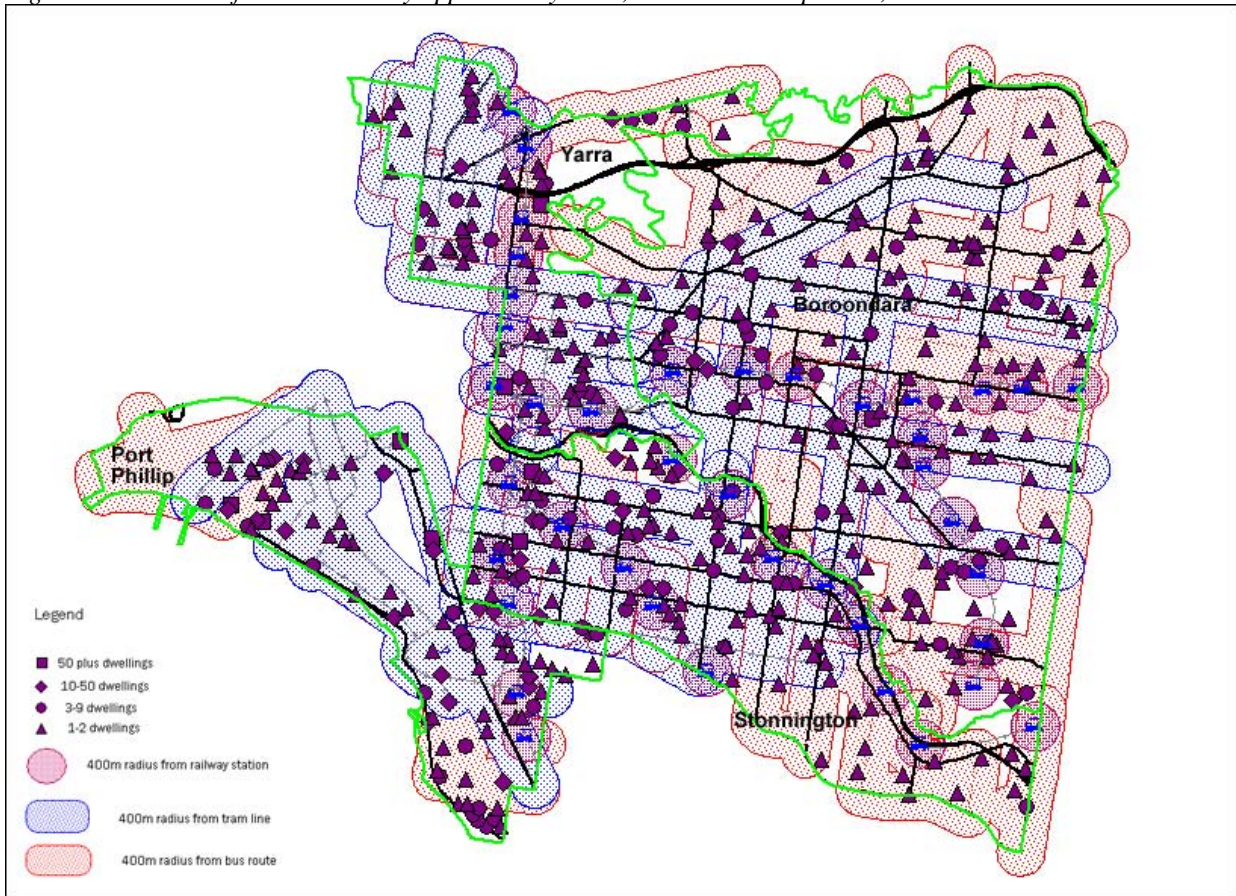 Yarra
Boroondara
Port
Phillip
Stonnington
Legend
50 plus dwellings
10-50 dwellings
3-9 dwellings
1-2 dwellings
400m radius from railway station
400m radius from tram line
400m radius from bus route